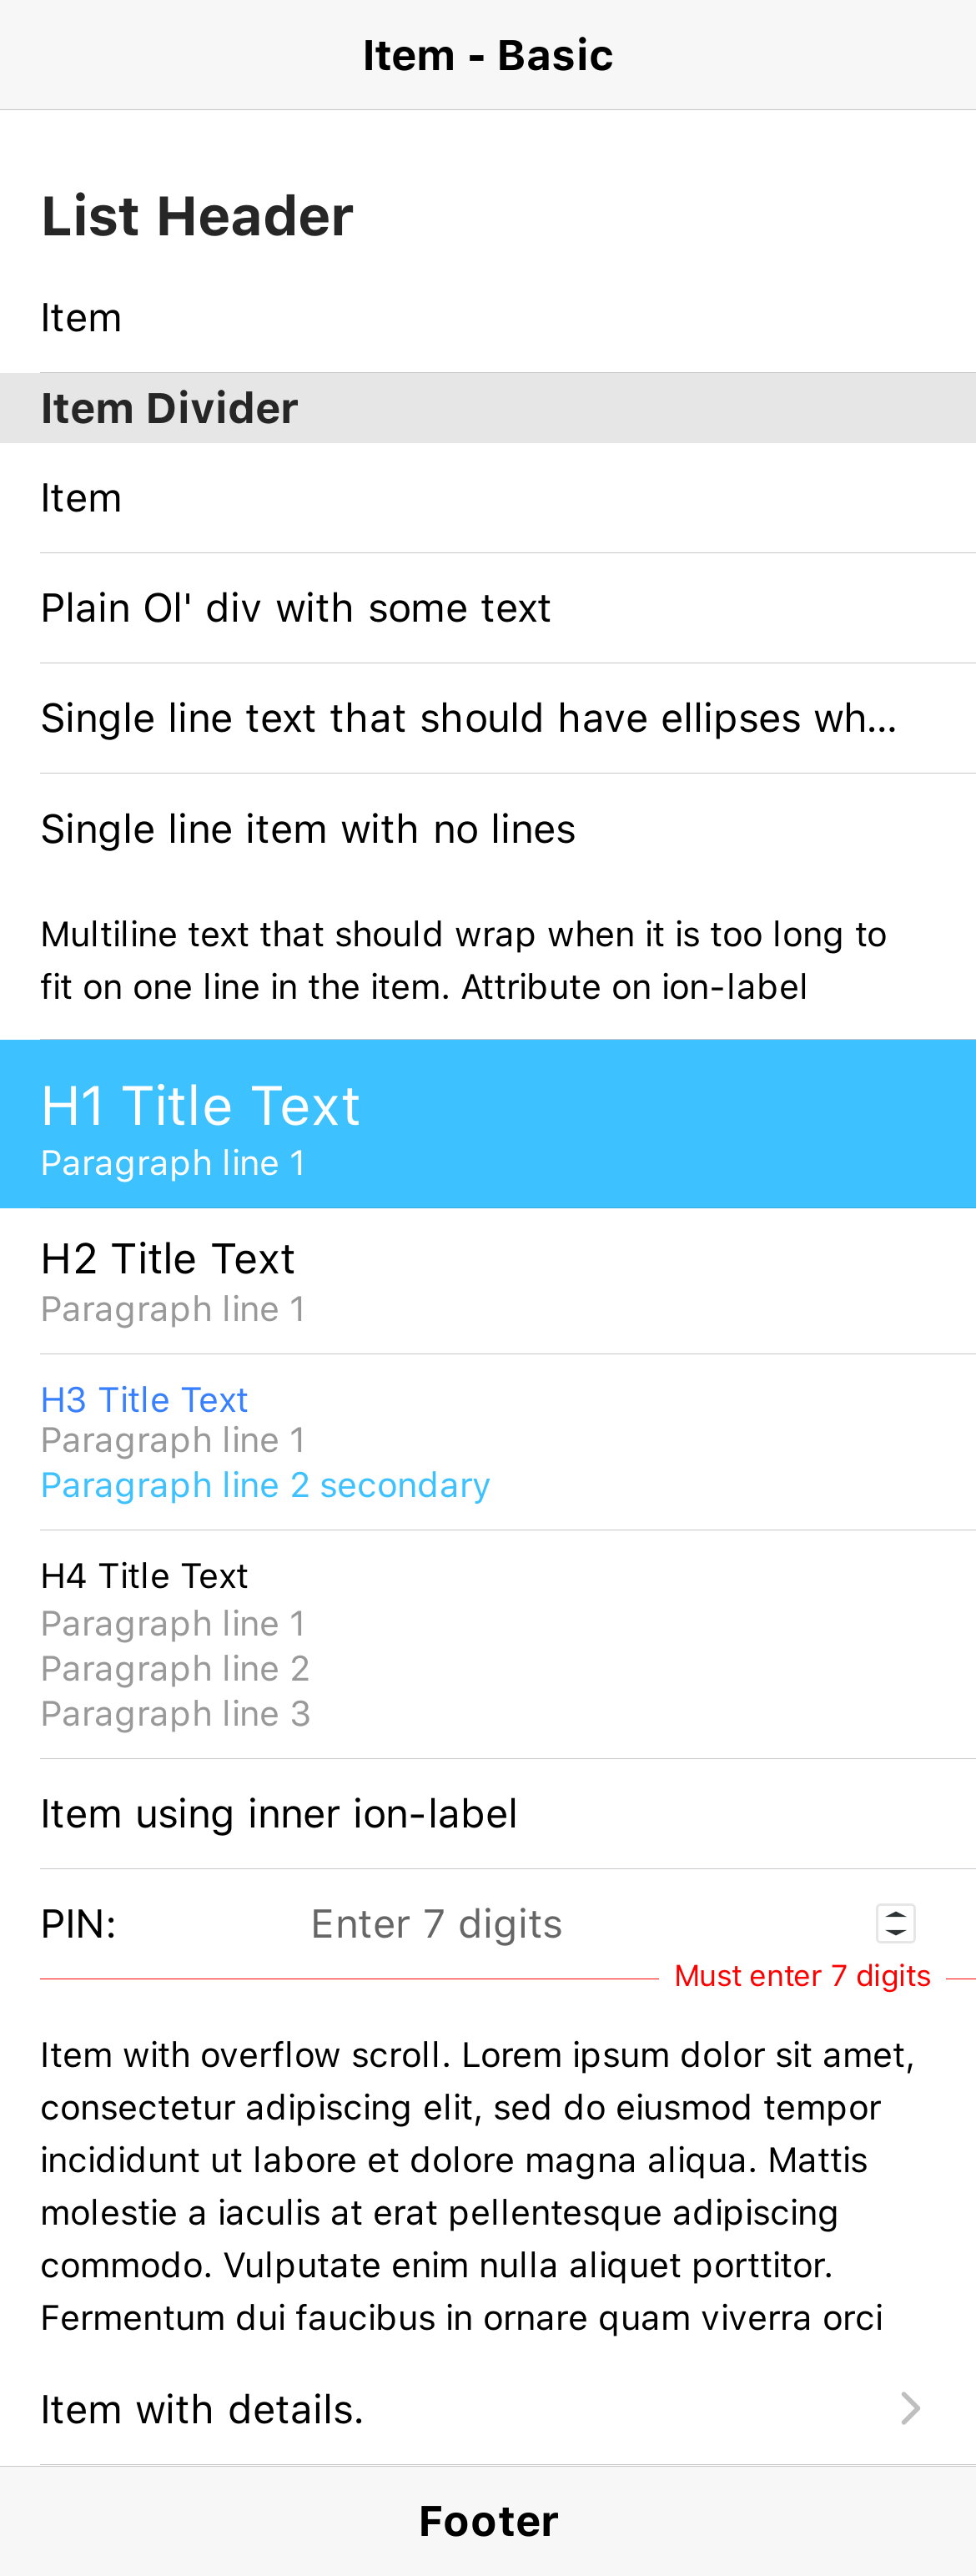 Item - Basic
List Header
Item
Item Divider
Item
Plain Ol' div with some text
Single line text that should have ellipses wh...
Single line item with no lines
Multiline text that should wrap when it is too long to
fit on one line in the item. Attribute on ion-label
H1 Title Text
Paragraph line 1
H2 Title Text
Paragraph line 1
H3 Title Text
Paragraph line 1
Paragraph line 2 secondary
H4 Title Text
Paragraph line 1
Paragraph line 2
Paragraph line 3
Item using inner ion-label
PIN: Enter 7 digits
Must enter 7 digits
Item with overflow scroll. Lorem ipsum dolor sit amet,
consectetur adipiscing elit, sed do eiusmod tempor
incididunt ut labore et dolore magna aliqua. Mattis
molestie a iaculis at erat pellentesque adipiscing
commodo. Vulputate enim nulla aliquet porttitor.
Fermentum dui faucibus in ornare quam viverra orci
Item with details.
Footer